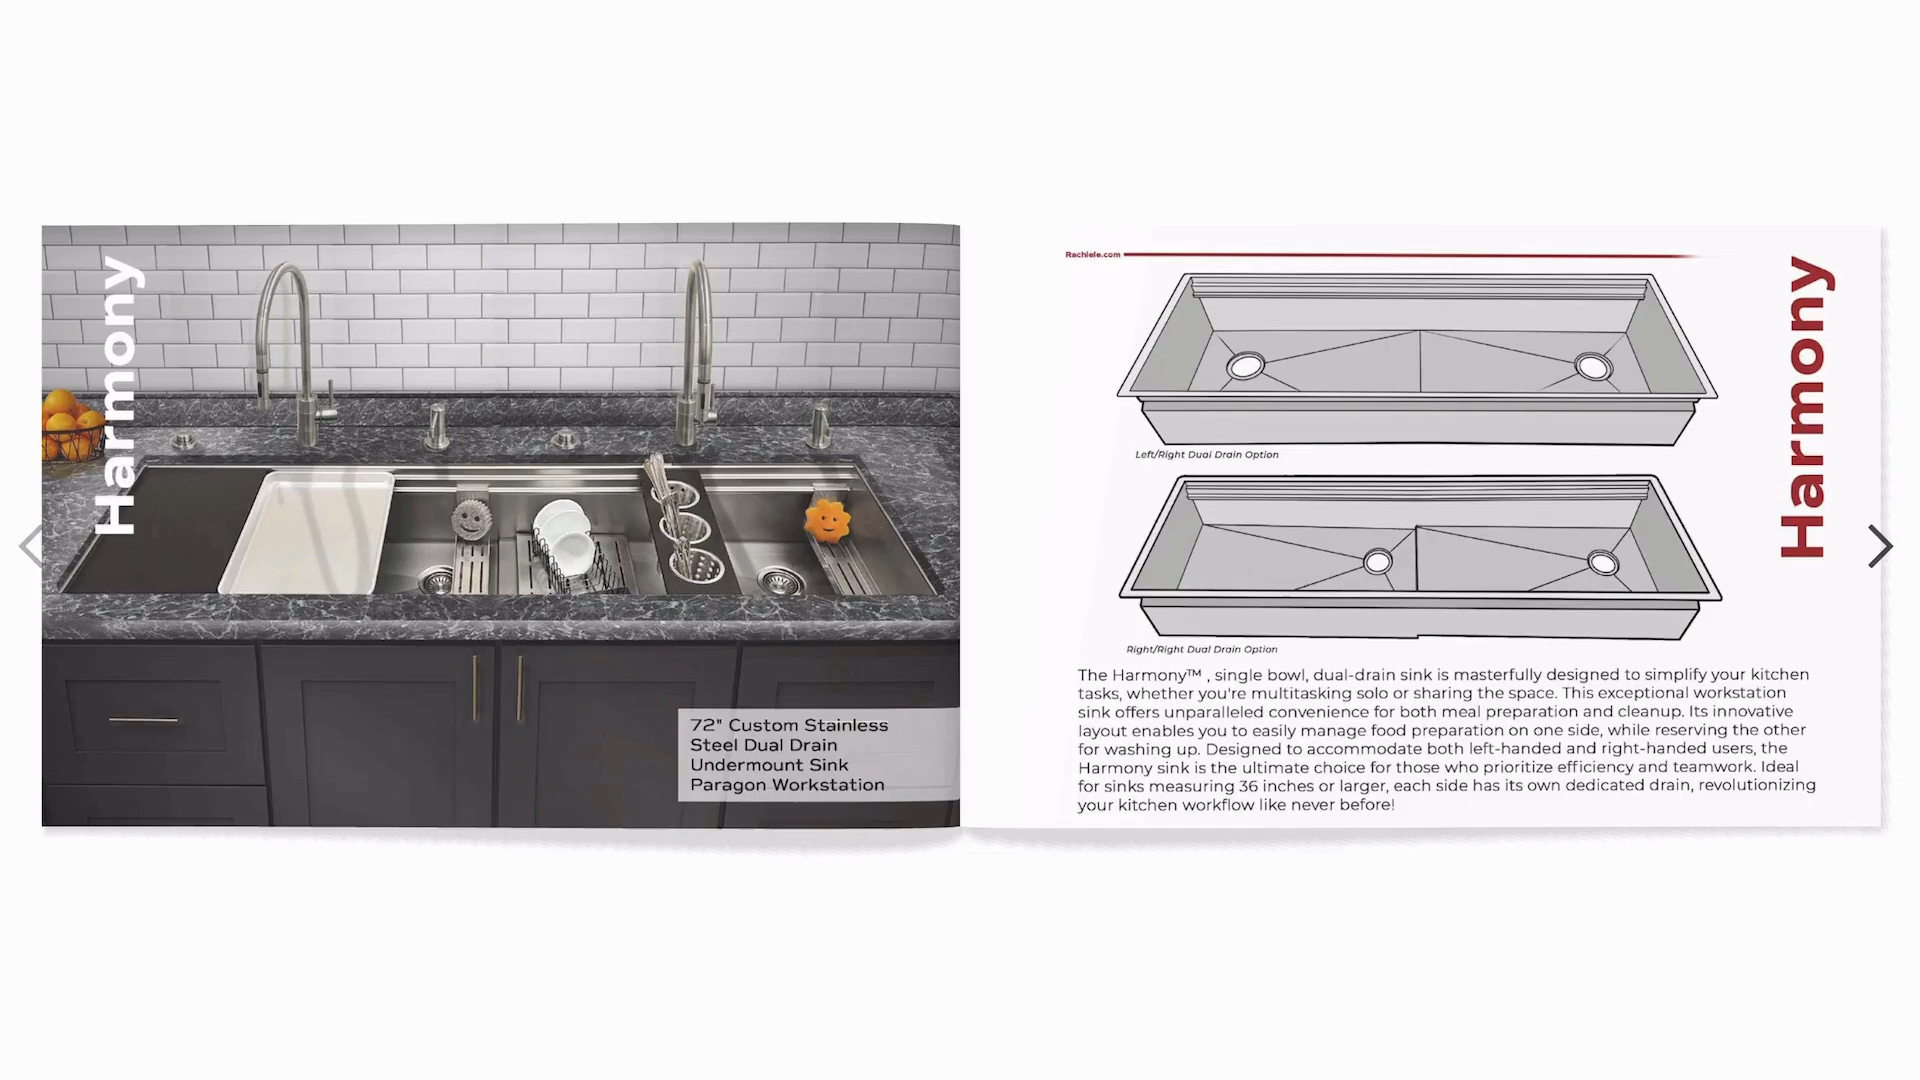 Harmony
72" Custom Stainless
Steel Dual Drain
Undermount Sink
Paragon Workstation
Rachiele.com
Harmony
Left/Right Dual Drain Option
Right/Right Dual Drain Option
The Harmony™ , single bowl, dual-drain sink is masterfully designed to simplify your kitchen
tasks, whether you're multitasking solo or sharing the space. This exceptional workstation
sink offers unparalleled convenience for both meal preparation and cleanup. Its innovative
layout enables you to easily manage food preparation on one side, while reserving the other
for washing up. Designed to accommodate both left-handed and right-handed users, the
Harmony sink is the ultimate choice for those who prioritize efficiency and teamwork. Ideal
for sinks measuring 36 inches or larger, each side has its own dedicated drain, revolutionizing
your kitchen workflow like never before!